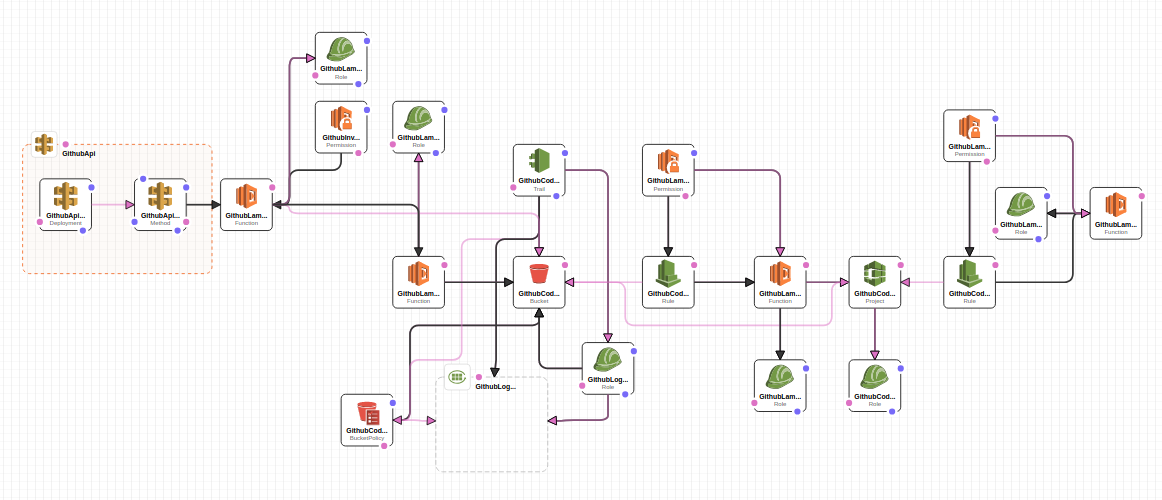 GithubLam...
Role
GithubInv...
Permission
GithubLam...
Role
GithubApi
GithubApi...
Deployment
GithubApi...
Method
GithubLam...
Function
GithubCod...
Trail
GithubLam...
Permission
GithubLam...
Permission
GithubLam...
Role
GithubLam...
Function
GithubLam...
Function
GithubCod...
Bucket
GithubCod...
Rule
GithubLam...
Function
GithubCod...
Project
GithubCod...
Rule
GithubLog...
Role
GithubLog...
GithubLam...
Role
GithubCod...
Role
GithubCod...
BucketPolicy